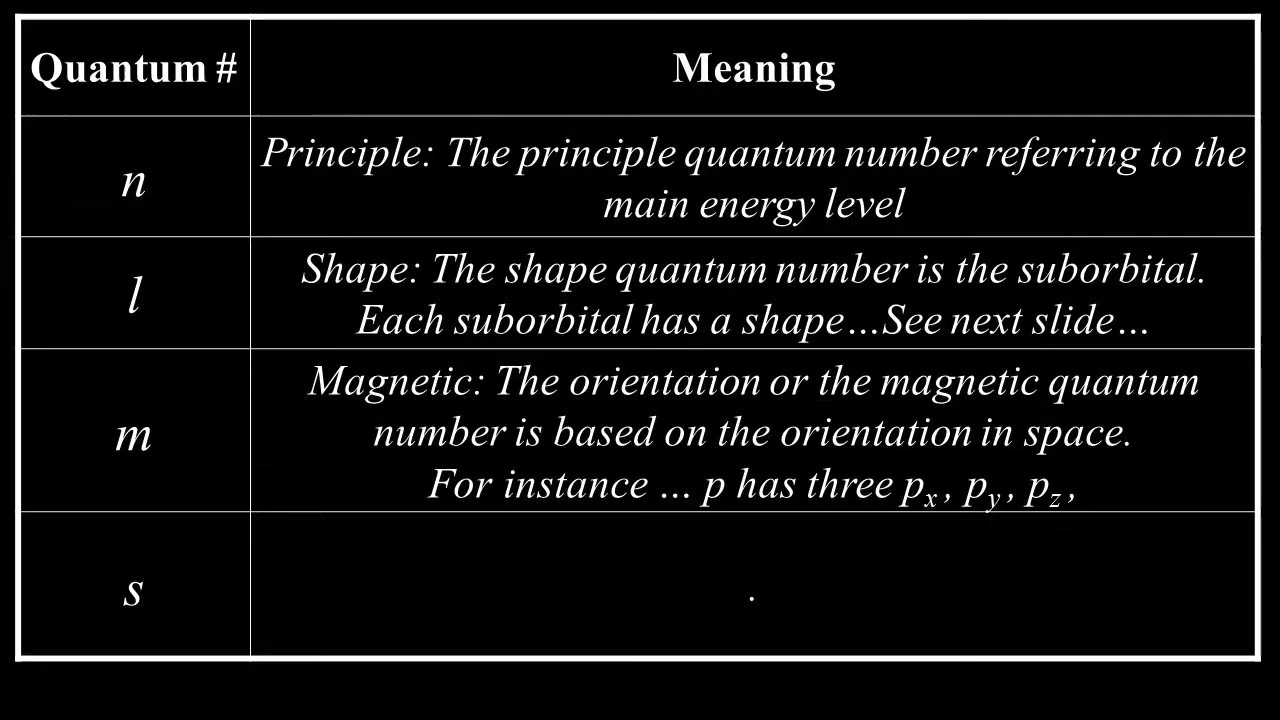 Quantum # Meaning
n
Principle: The principle quantum number referring to the
main energy level
l
Shape: The shape quantum number is the suborbital.
Each suborbital has a shape…See next slide…
m
Magnetic: The orientation or the magnetic quantum
number is based on the orientation in space.
For instance … p has three pₓ , p_y , p_z ,
s
.